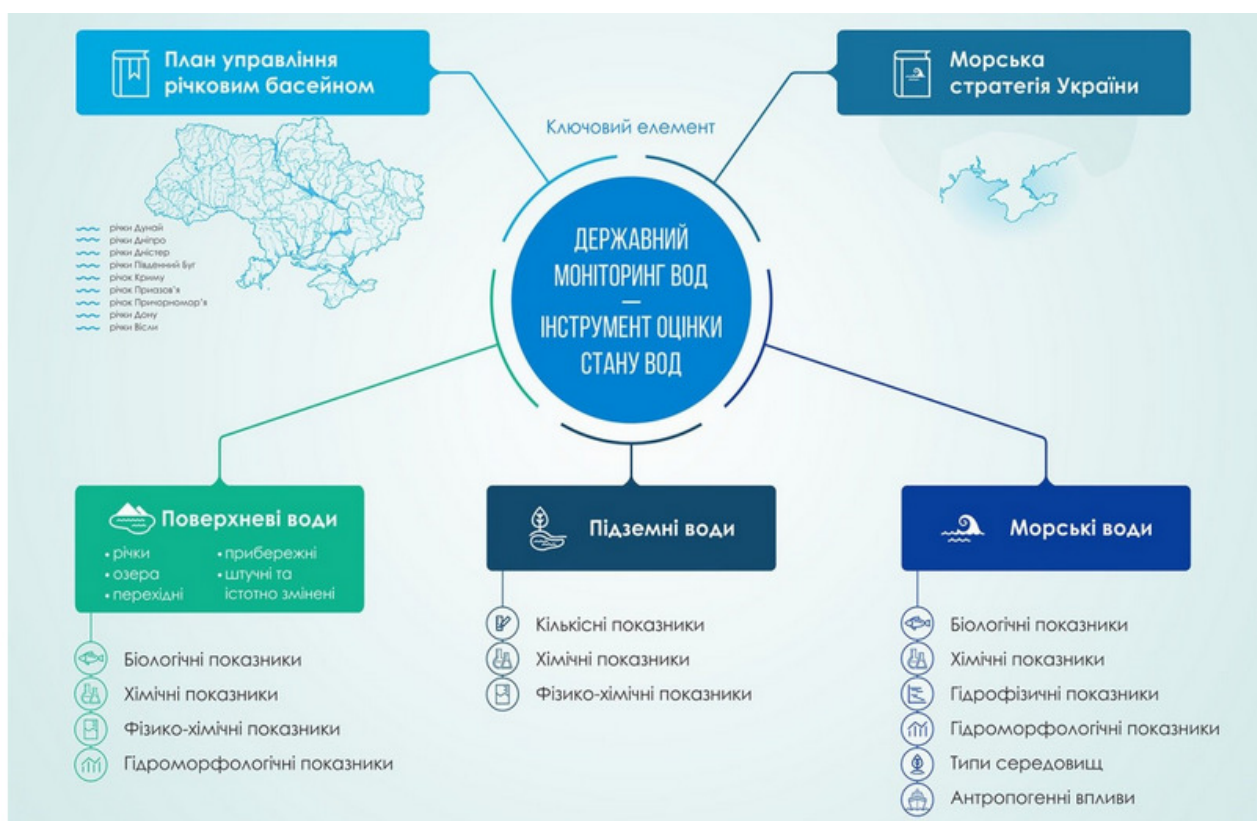 План управління
річковим басейном
Морська
стратегія України
Ключовий елемент
річки Дунай
річки Дніпро
річки Дністер
річки Південний Буг
річок Криму
річок Приазов'я
річок Причорномор'я
річки Дону
річки Вісли
ДЕРЖАВНИЙ
МОНІТОРИНГ ВОД
—
ІНСТРУМЕНТ ОЦІНКИ
СТАНУ ВОД
Поверхневі води
• річки
• озера
• перехідні
• прибережні
• штучні та
істотно змінені
Біологічні показники
Хімічні показники
Фізико-хімічні показники
Гідроморфологічні показники
Підземні води
Кількісні показники
Хімічні показники
Фізико-хімічні показники
Морські води
Біологічні показники
Хімічні показники
Гідрофізичні показники
Гідроморфологічні показники
Типи середовищ
Антропогенні впливи